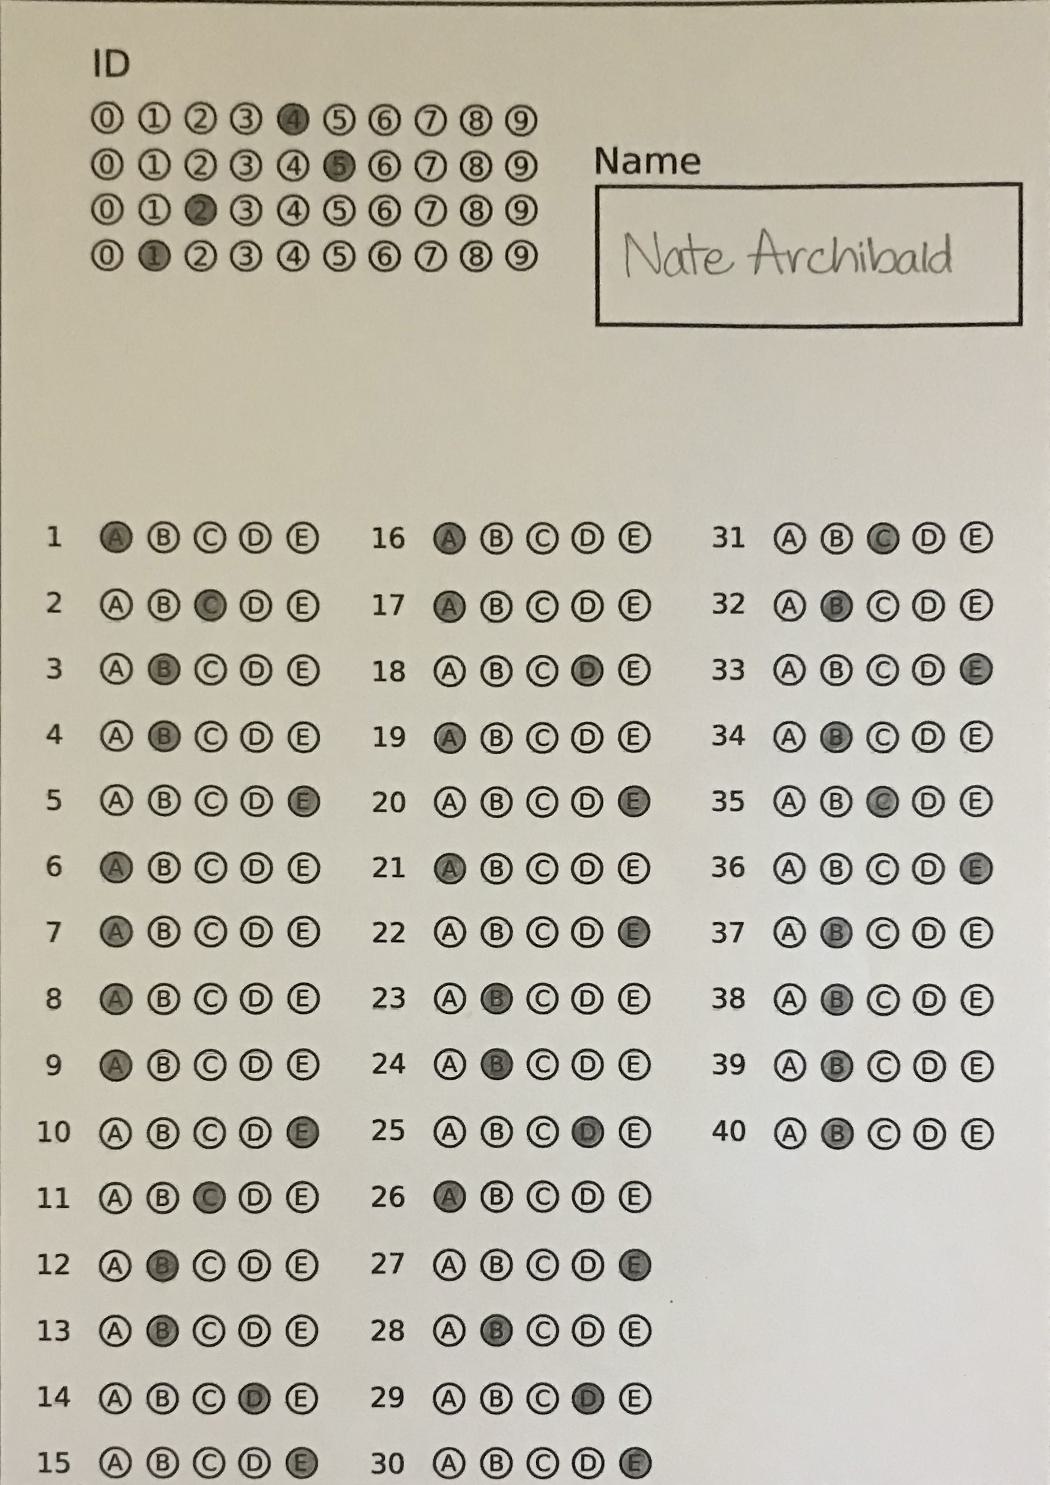 ID
0 1 2 3 4 5 6 7 8 9
0 1 2 3 4 5 6 7 8 9
0 1 2 3 4 5 6 7 8 9
0 1 2 3 4 5 6 7 8 9
Name
Nate Archibald
1 A B C D E
2 A B C D E
3 A B C D E
4 A B C D E
5 A B C D E
6 A B C D E
7 A B C D E
8 A B C D E
9 A B C D E
10 A B C D E
11 A B C D E
12 A B C D E
13 A B C D E
14 A B C D E
15 A B C D E
16 A B C D E
17 A B C D E
18 A B C D E
19 A B C D E
20 A B C D E
21 A B C D E
22 A B C D E
23 A B C D E
24 A B C D E
25 A B C D E
26 A B C D E
27 A B C D E
28 A B C D E
29 A B C D E
30 A B C D E
31 A B C D E
32 A B C D E
33 A B C D E
34 A B C D E
35 A B C D E
36 A B C D E
37 A B C D E
38 A B C D E
39 A B C D E
40 A B C D E